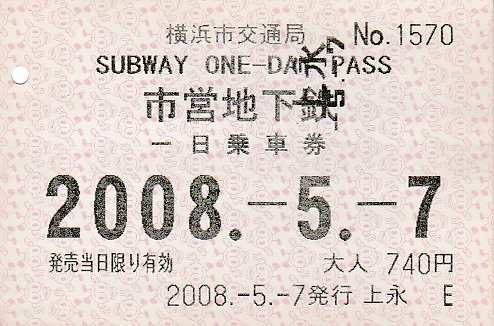 横浜市交通局 No.1570
SUBWAY ONE-DAY PASS
市営地下鉄
一日乗車券
2008.-5.-7
発売当日限り有効 大人 740円
2008.-5.-7発行 上永 E